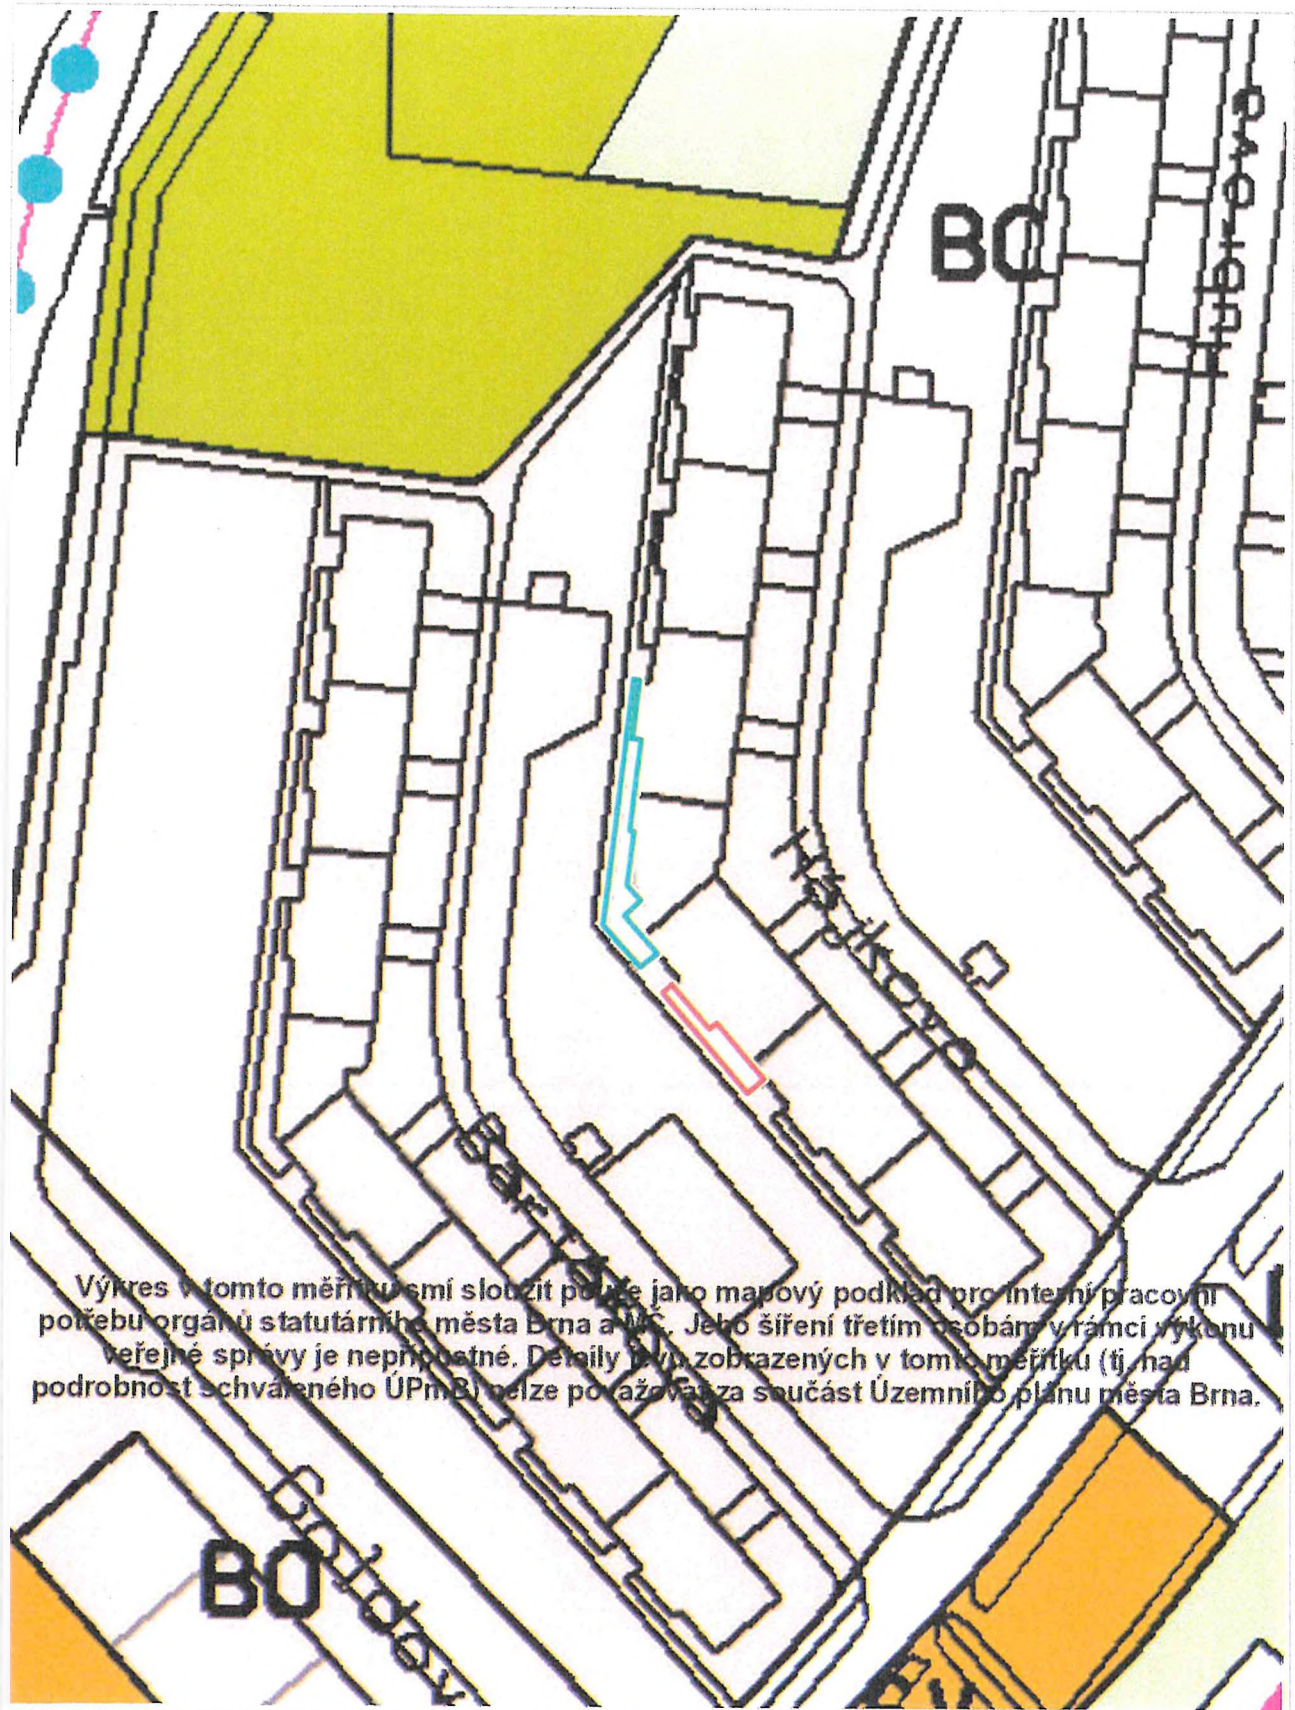 BO
Hájkova
Výkres v tomto měřítku smí sloužit pouze jako mapový podklad pro interní pracovní
potřebu orgánů statutárního města Brna a MČ. Jeho šíření třetím osobám v rámci výkonu
veřejné správy je nepřípustné. Detaily jevů zobrazených v tomto měřítku (tj. nad
podrobnost schváleného ÚPmB) nelze považovat za součást Územního plánu města Brna.
BO